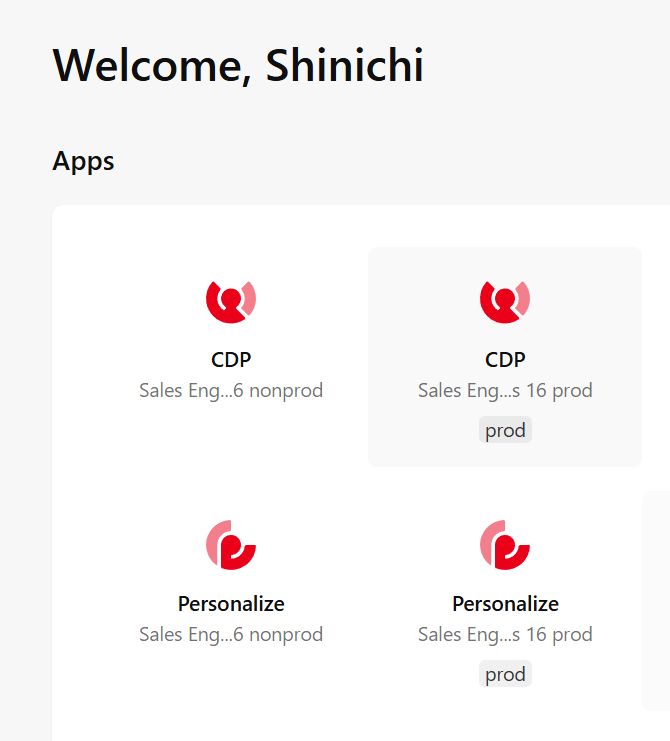 Welcome, Shinichi
Apps
CDP
Sales Eng...6 nonprod
CDP
Sales Eng...s 16 prod
prod
Personalize
Sales Eng...6 nonprod
Personalize
Sales Eng...s 16 prod
prod